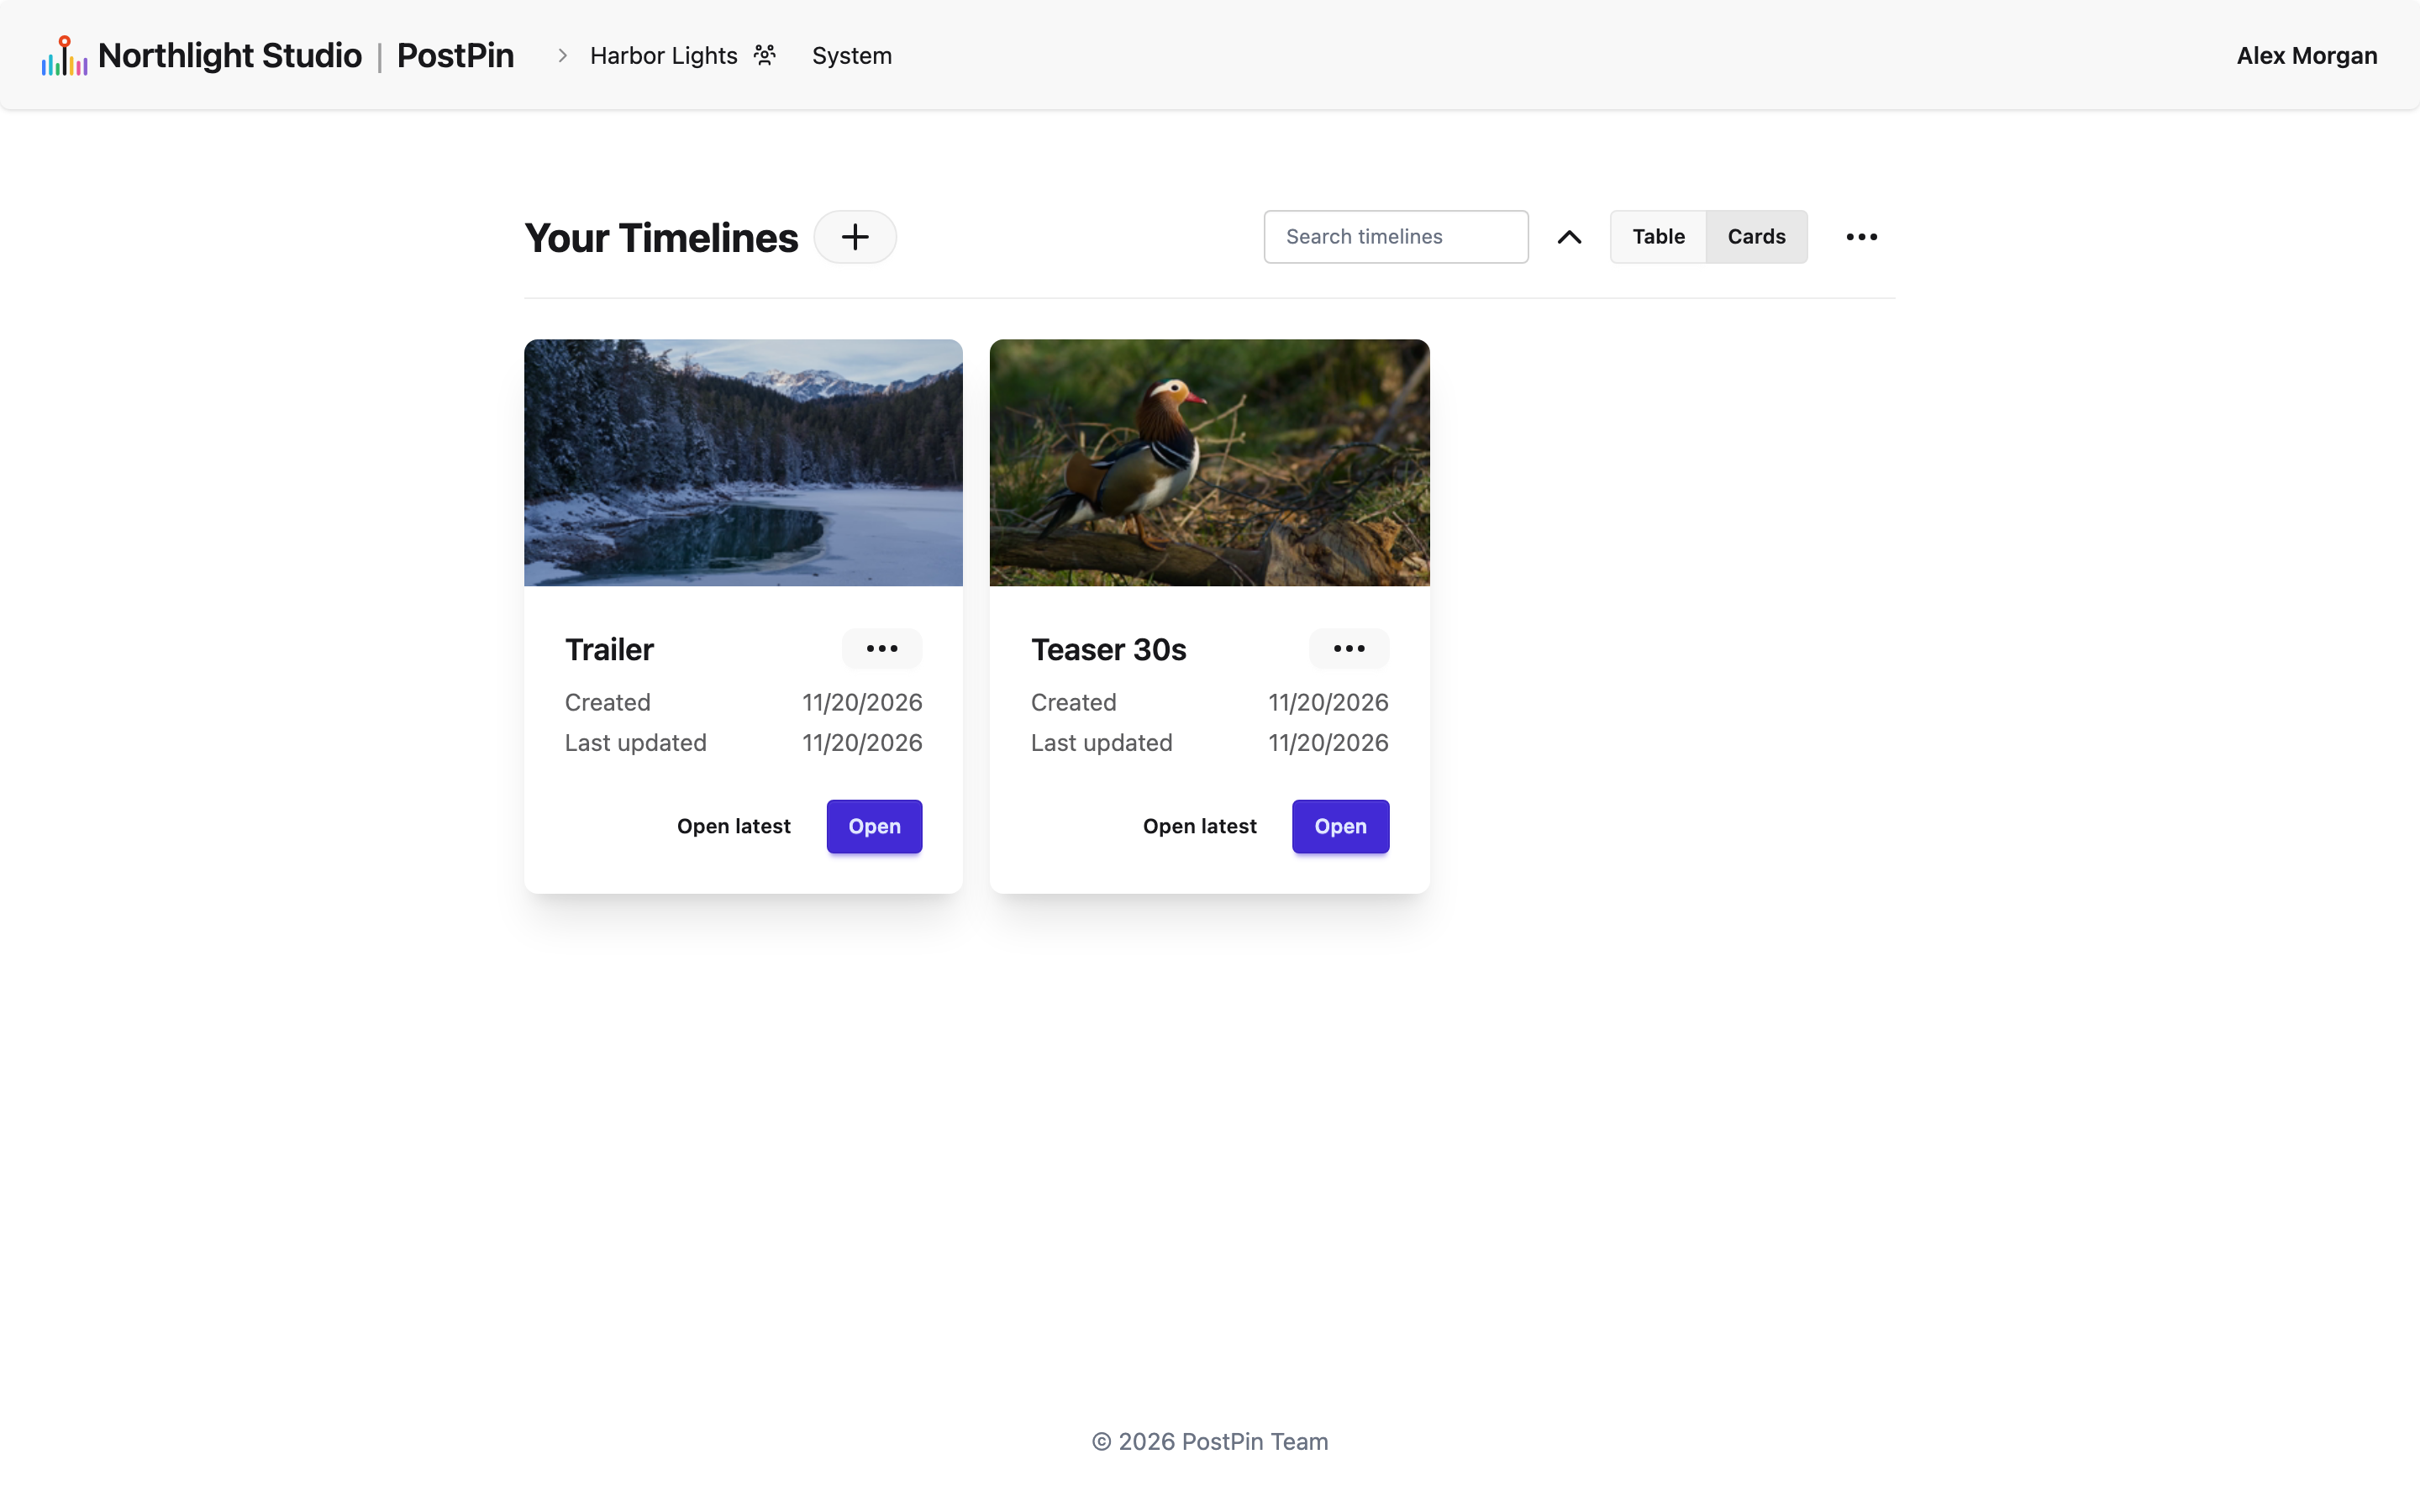 Northlight Studio | PostPin
Harbor Lights
System
Alex Morgan
Your Timelines
Search timelines
Table
Cards
Trailer
Created 11/20/2026
Last updated 11/20/2026
Open latest
Open
Teaser 30s
Created 11/20/2026
Last updated 11/20/2026
Open latest
Open
© 2026 PostPin Team